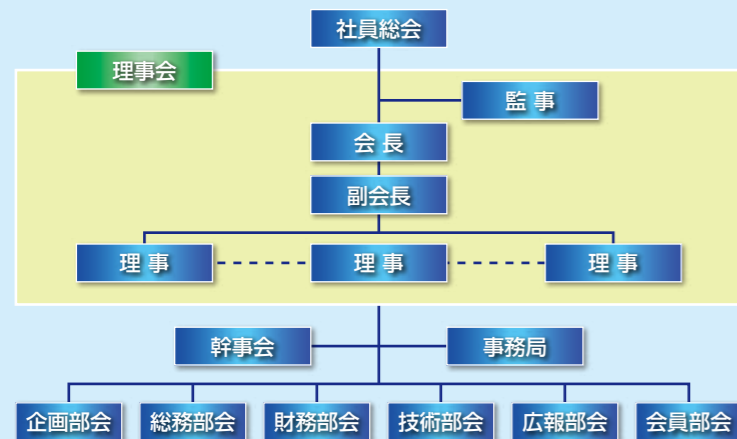 社員総会
理事会
監 事
会 長
副会長
理 事
理 事
理 事
幹事会
事務局
企画部会
総務部会
財務部会
技術部会
広報部会
会員部会